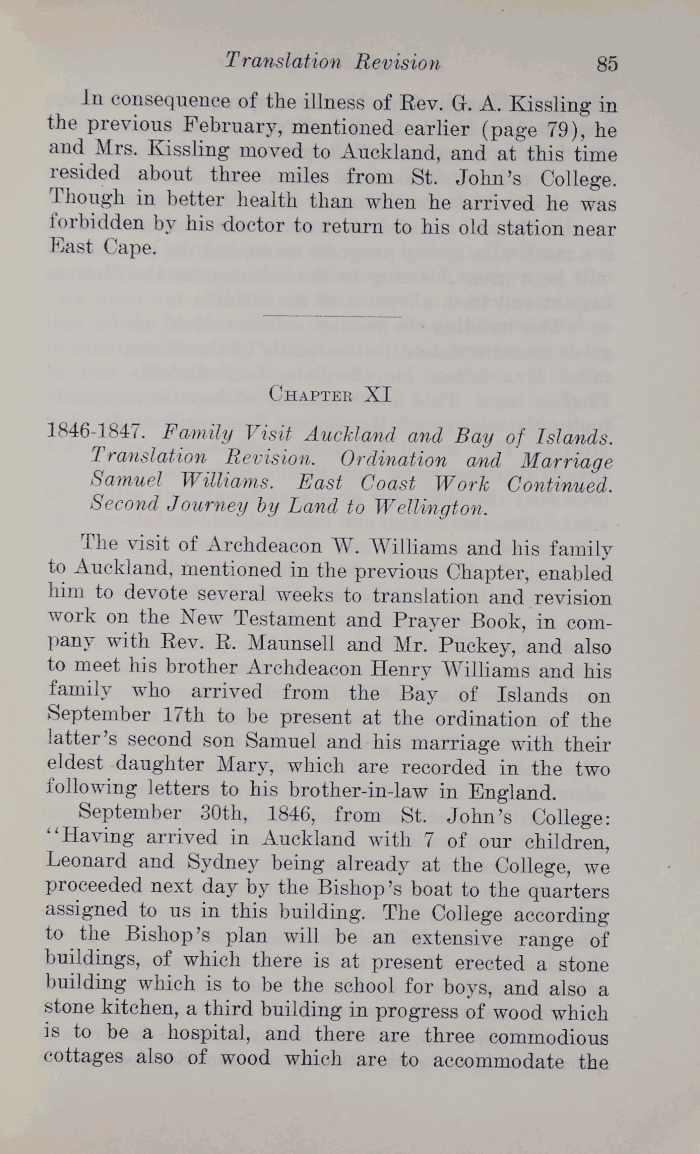 Translation Revision 85
In consequence of the illness of Rev. G. A. Kissling in
the previous February, mentioned earlier (page 79), he
and Mrs. Kissling moved to Auckland, and at this time
resided about three miles from St. John's College.
Though in better health than when he arrived he was
forbidden by his doctor to return to his old station near
East Cape.
CHAPTER XI
1846-1847. Family Visit Auckland and Bay of Islands.
Translation Revision. Ordination and Marriage
Samuel Williams. East Coast Work Continued.
Second Journey by Land to Wellington.
The visit of Archdeacon W. Williams and his family
to Auckland, mentioned in the previous Chapter, enabled
him to devote several weeks to translation and revision
work on the New Testament and Prayer Book, in com-
pany with Rev. R. Maunsell and Mr. Puckey, and also
to meet his brother Archdeacon Henry Williams and his
family who arrived from the Bay of Islands on
September 17th to be present at the ordination of the
latter's second son Samuel and his marriage with their
eldest daughter Mary, which are recorded in the two
following letters to his brother-in-law in England.
September 30th, 1846, from St. John's College:
"Having arrived in Auckland with 7 of our children,
Leonard and Sydney being already at the College, we
proceeded next day by the Bishop's boat to the quarters
assigned to us in this building. The College according
to the Bishop's plan will be an extensive range of
buildings, of which there is at present erected a stone
building which is to be the school for boys, and also a
stone kitchen, a third building in progress of wood which
is to be a hospital, and there are three commodious
cottages also of wood which are to accommodate the